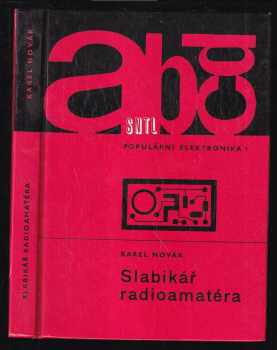 KAREL NOVÁK
SLABIKÁŘ RADIOAMATÉRA
abcd
SNTL
POPULÁRNÍ ELEKTRONIKA 1
KAREL NOVÁK
Slabikář
radioamatéra